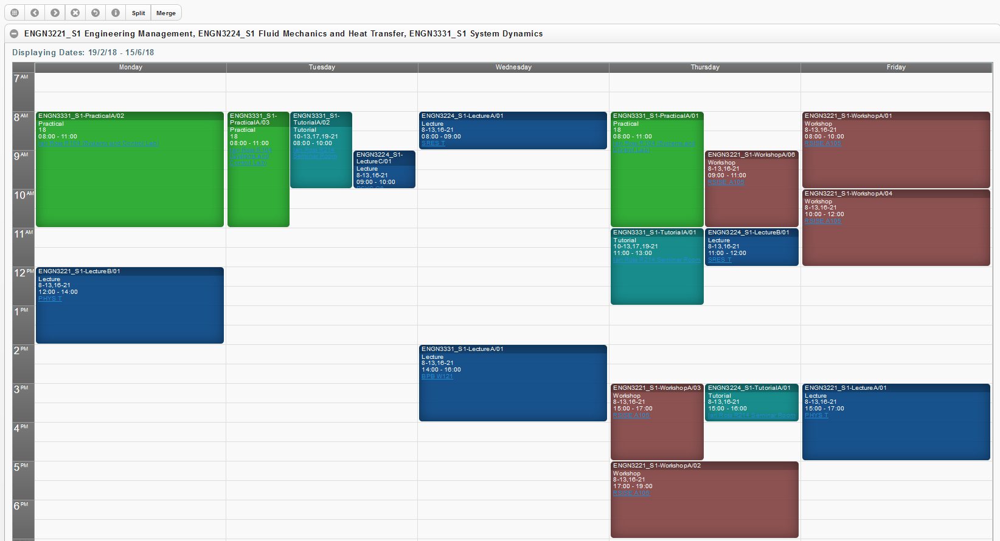 Split Merge
ENGN3221_S1 Engineering Management, ENGN3224_S1 Fluid Mechanics and Heat Transfer, ENGN3331_S1 System Dynamics
Displaying Dates: 19/2/18 - 15/6/18
Monday Tuesday Wednesday Thursday Friday
7 AM
8 AM
9 AM
10 AM
11 AM
12 PM
1 PM
2 PM
3 PM
4 PM
5 PM
6 PM
ENGN3331_S1-PracticalA/02
Practical
18
08:00 - 11:00
Ian Ross R104 (Systems and Control Lab)
ENGN3221_S1-LectureB/01
Lecture
8-13,16-21
12:00 - 14:00
PHYS T
ENGN3331_S1-
PracticalA/03
Practical
18
08:00 - 11:00
Ian Ross R104
(Systems and
Control Lab)
ENGN3331_S1-
TutorialA/02
Tutorial
10-13,17,19-21
08:00 - 10:00
Ian Ross R214
Seminar Room
ENGN3224_S1-
LectureC/01
Lecture
8-13,16-21
09:00 - 10:00
ENGN3224_S1-LectureA/01
Lecture
8-13,16-21
08:00 - 09:00
SRES T
ENGN3331_S1-LectureA/01
Lecture
8-13,16-21
14:00 - 16:00
BPB W121
ENGN3331_S1-PracticalA/01
Practical
18
08:00 - 11:00
Ian Ross R104 (Systems and
Control Lab)
ENGN3221_S1-WorkshopA/06
Workshop
8-13,16-21
09:00 - 11:00
RSISE A105
ENGN3331_S1-TutorialA/01
Tutorial
10-13,17,19-21
11:00 - 13:00
Ian Ross R214 Seminar Room
ENGN3224_S1-LectureB/01
Lecture
8-13,16-21
11:00 - 12:00
SRES T
ENGN3221_S1-WorkshopA/03
Workshop
8-13,16-21
15:00 - 17:00
RSISE A105
ENGN3224_S1-TutorialA/01
Tutorial
8-13,16-21
15:00 - 16:00
Ian Ross R214 Seminar Room
ENGN3221_S1-WorkshopA/02
Workshop
8-13,16-21
17:00 - 19:00
RSISE A105
ENGN3221_S1-WorkshopA/01
Workshop
8-13,16-21
08:00 - 10:00
RSISE A105
ENGN3221_S1-WorkshopA/04
Workshop
8-13,16-21
10:00 - 12:00
RSISE A105
ENGN3221_S1-LectureA/01
Lecture
8-13,16-21
15:00 - 17:00
PHYS T